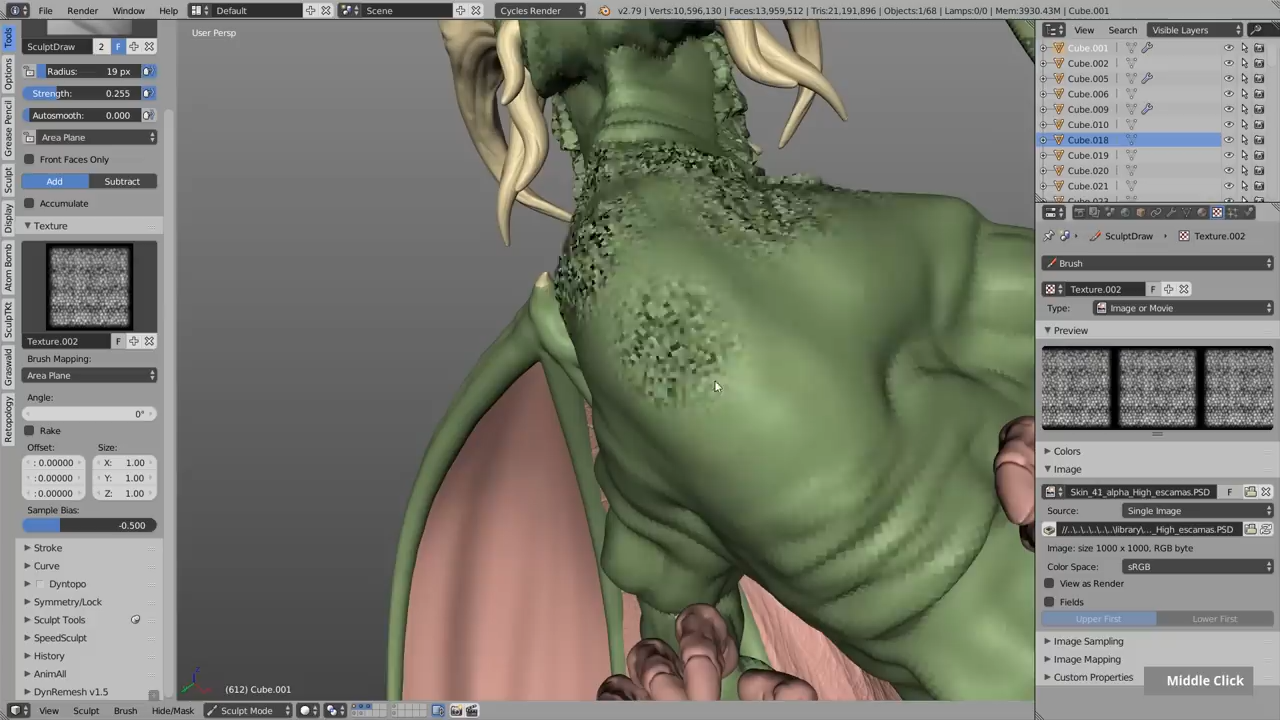 File Render Window Help Default Scene Cycles Render v2.79 | Verts:10,596,130 | Faces:13,959,512 | Tris:21,191,896 | Objects:1/68 | Lamps:0/0 | Mem:3930.43M | Cube.001
User Persp
Tools
Options
Grease Pencil
Sculpt
Display
Atom Bomb
SculptTkt
Graswald
Retopology
SculptDraw 2 F
Radius: 19 px
Strength: 0.255
Autosmooth: 0.000
Area Plane
Front Faces Only
Add Subtract
Accumulate
Texture
Texture.002 F
Brush Mapping:
Area Plane
Angle:
0°
Rake
Offset: Size:
: 0.00000 X: 1.00
: 0.00000 Y: 1.00
: 0.00000 Z: 1.00
Sample Bias:
-0.500
Stroke
Curve
Dyntopo
Symmetry/Lock
Sculpt Tools
SpeedSculpt
History
AnimAll
DynRemesh v1.5
(612) Cube.001
View Sculpt Brush Hide/Mask Sculpt Mode
View Search Visible Layers
Cube.001
Cube.002
Cube.005
Cube.006
Cube.009
Cube.010
Cube.018
Cube.019
Cube.020
Cube.021
SculptDraw Texture.002
Brush
Texture.002 F
Type: Image or Movie
Preview
Colors
Image
Skin_41_alpha_High_escamas.PSD F
Source: Single Image
//..\..\..\..\..\library\..._High_escamas.PSD
Image: size 1000 x 1000, RGB byte
Color Space: sRGB
View as Render
Fields
Upper First Lower First
Image Sampling
Image Mapping
Custom Properties
Middle Click